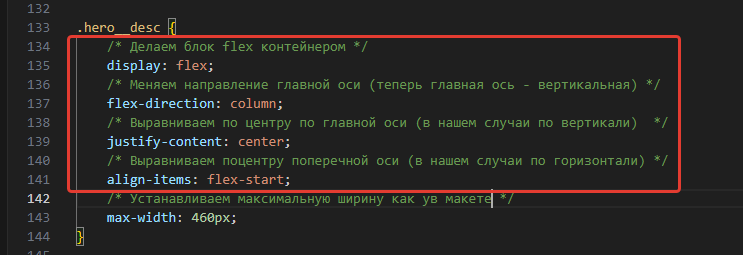 132
133 .hero__desc {
134 /* Делаем блок flex контейнером */
135 display: flex;
136 /* Меняем направление главной оси (теперь главная ось - вертикальная) */
137 flex-direction: column;
138 /* Выравниваем по центру по главной оси (в нашем случаи по вертикали)  */
139 justify-content: center;
140 /* Выравниваем поцентру поперечной оси (в нашем случаи по горизонтали) */
141 align-items: flex-start;
142 /* Устанавливаем максимальную ширину как ув макете */
143 max-width: 460px;
144 }
145